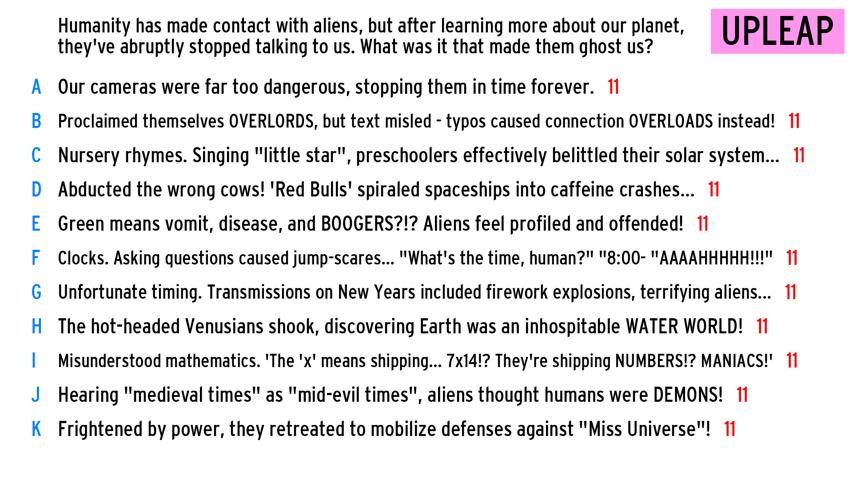 Humanity has made contact with aliens, but after learning more about our planet,
they've abruptly stopped talking to us. What was it that made them ghost us?
UPLEAP
A Our cameras were far too dangerous, stopping them in time forever. 11
B Proclaimed themselves OVERLORDS, but text misled - typos caused connection OVERLOADS instead! 11
C Nursery rhymes. Singing "little star", preschoolers effectively belittled their solar system... 11
D Abducted the wrong cows! 'Red Bulls' spiraled spaceships into caffeine crashes... 11
E Green means vomit, disease, and BOOGERS?!? Aliens feel profiled and offended! 11
F Clocks. Asking questions caused jump-scares... "What's the time, human?" "8:00- "AAAAHHHHH!!!" 11
G Unfortunate timing. Transmissions on New Years included firework explosions, terrifying aliens... 11
H The hot-headed Venusians shook, discovering Earth was an inhospitable WATER WORLD! 11
I Misunderstood mathematics. 'The 'x' means shipping... 7x14!? They're shipping NUMBERS!? MANIACS!' 11
J Hearing "medieval times" as "mid-evil times", aliens thought humans were DEMONS! 11
K Frightened by power, they retreated to mobilize defenses against "Miss Universe"! 11